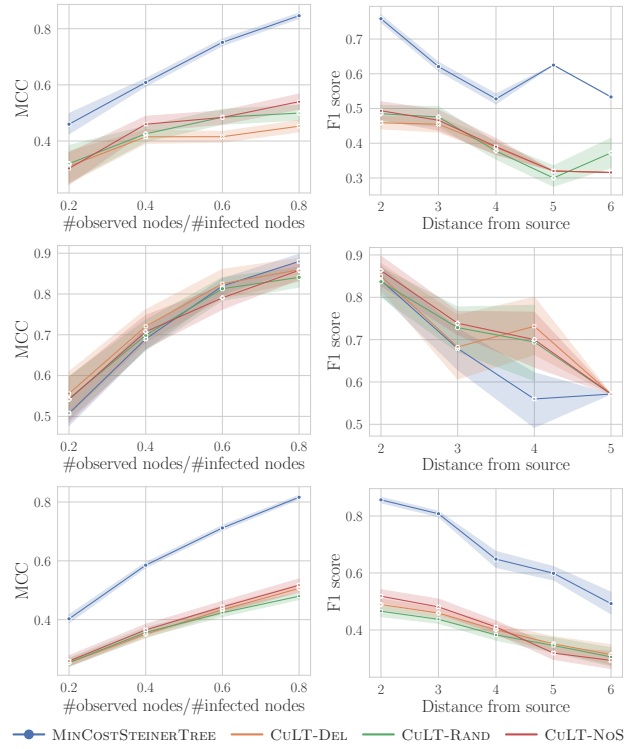 0.8
0.6
0.4
MCC
0.2 0.4 0.6 0.8
#observed nodes/#infected nodes
0.7
0.6
0.5
0.4
0.3
F1 score
2 3 4 5 6
Distance from source
0.9
0.8
0.7
0.6
0.5
MCC
0.2 0.4 0.6 0.8
#observed nodes/#infected nodes
0.9
0.8
0.7
0.6
0.5
F1 score
2 3 4 5
Distance from source
0.8
0.6
0.4
MCC
0.2 0.4 0.6 0.8
#observed nodes/#infected nodes
0.8
0.6
0.4
F1 score
2 3 4 5 6
Distance from source
MinCostSteinerTree CuLT-Del CuLT-Rand CuLT-NoS